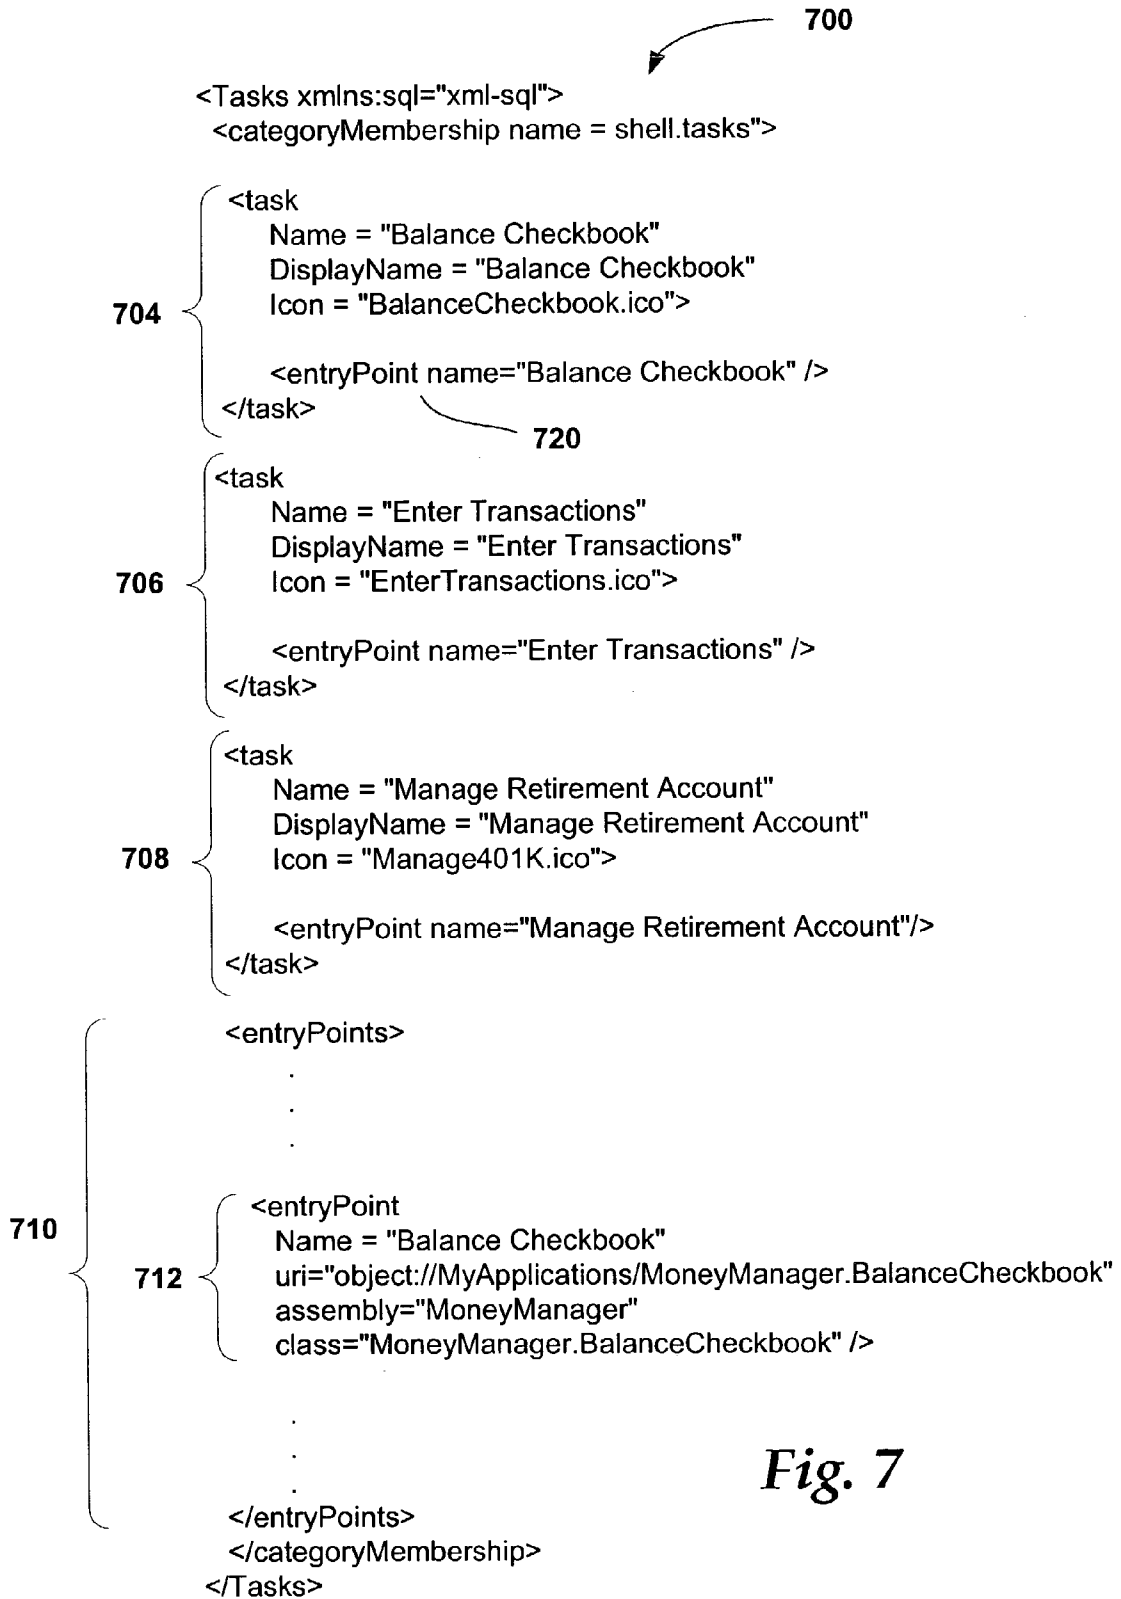 700
<Tasks xmlns:sql="xml-sql">
<categoryMembership name = shell.tasks">
<task
Name = "Balance Checkbook"
DisplayName = "Balance Checkbook"
704
Icon = "BalanceCheckbook.ico">
<entryPoint name="Balance Checkbook" />
</task>
720
<task
Name = "Enter Transactions"
DisplayName = "Enter Transactions"
706
Icon = "EnterTransactions.ico">
<entryPoint name="Enter Transactions" />
</task>
<task
Name = "Manage Retirement Account"
DisplayName = "Manage Retirement Account"
708
Icon = "Manage401K.ico">
<entryPoint name="Manage Retirement Account"/>
</task>
<entryPoints>
.
.
.
710
<entryPoint
Name = "Balance Checkbook"
712
uri="object://MyApplications/MoneyManager.BalanceCheckbook"
assembly="MoneyManager"
class="MoneyManager.BalanceCheckbook" />
.
.
.
Fig. 7
</entryPoints>
</categoryMembership>
</Tasks>